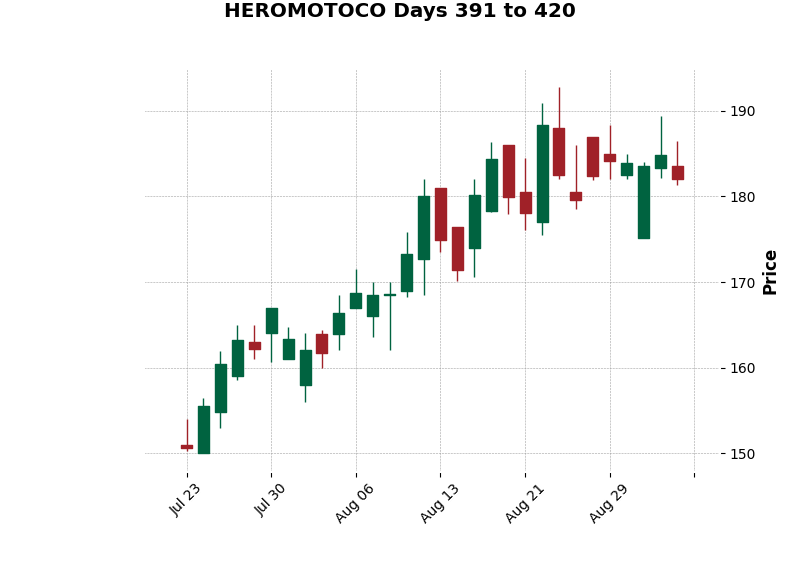 HEROMOTOCO Days 391 to 420
190
180
170
160
150
Price
Jul 23
Jul 30
Aug 06
Aug 13
Aug 21
Aug 29